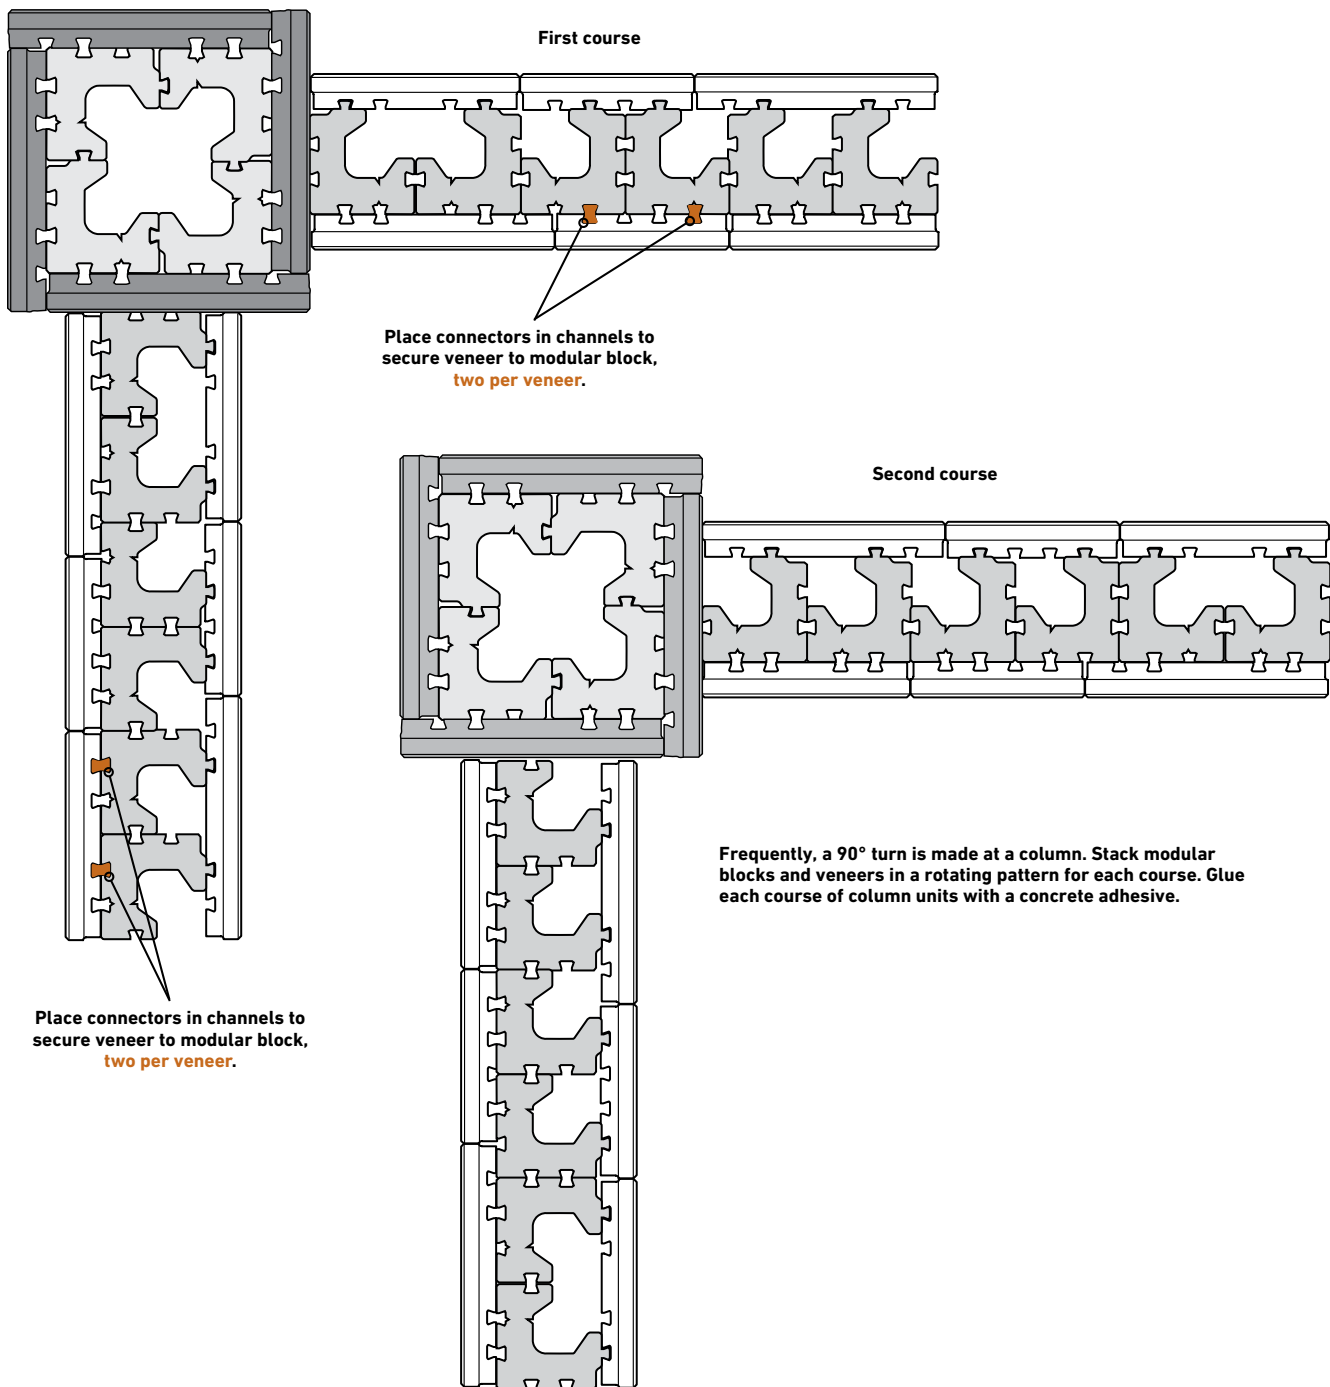 First course
Place connectors in channels to
secure veneer to modular block,
two per veneer.
Second course
Frequently, a 90° turn is made at a column. Stack modular
blocks and veneers in a rotating pattern for each course. Glue
each course of column units with a concrete adhesive.
Place connectors in channels to
secure veneer to modular block,
two per veneer.